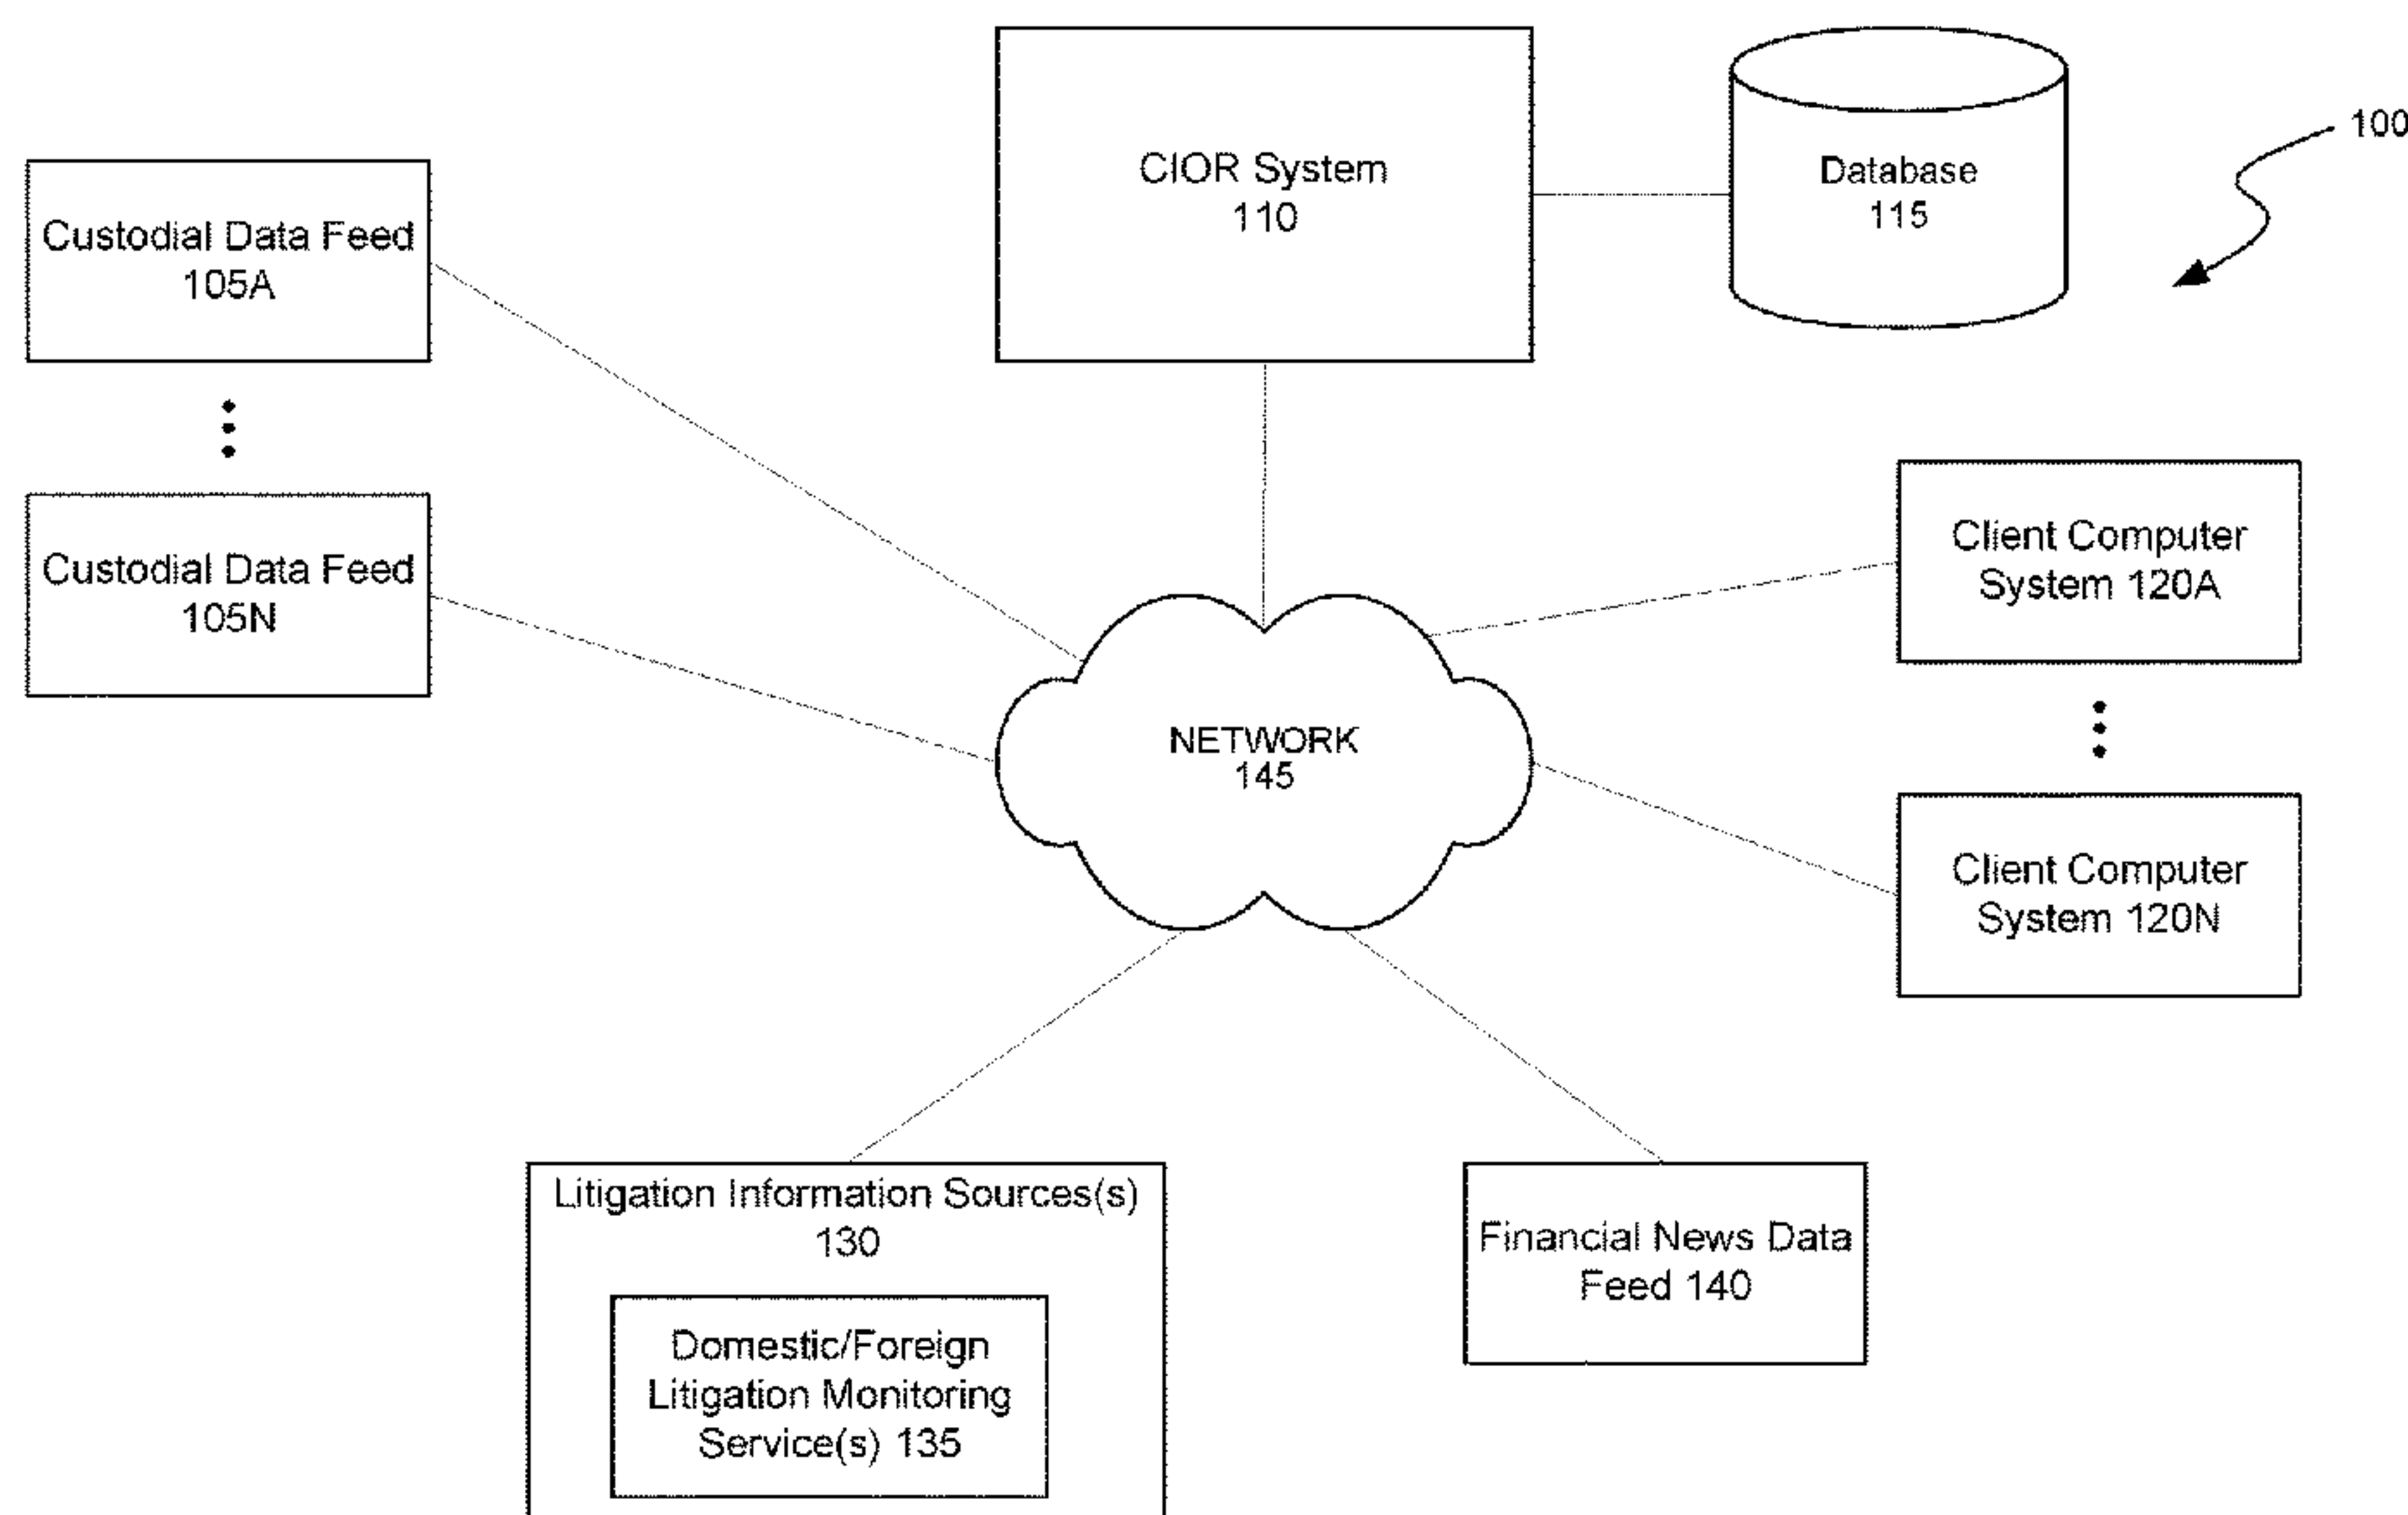 CIOR System
110
Database
115
100
Custodial Data Feed
105A
Custodial Data Feed
105N
Client Computer
System 120A
NETWORK
145
Client Computer
System 120N
Litigation Information Sources(s)
130
Domestic/Foreign
Litigation Monitoring
Service(s) 135
Financial News Data
Feed 140